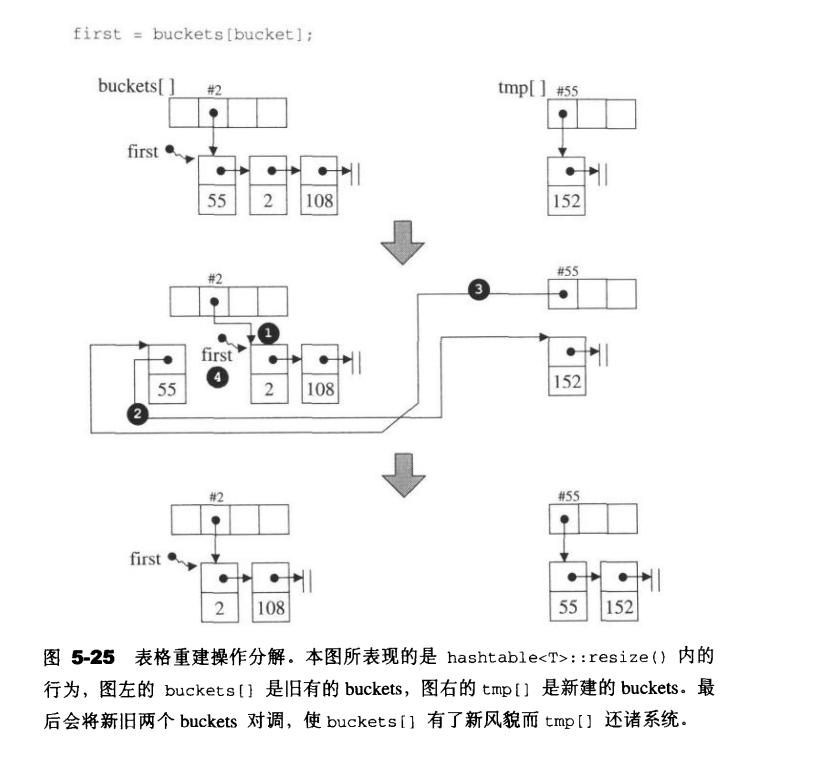 first = buckets[bucket];
buckets[ ] #2
tmp[ ] #55
first
55 2 108
152
#2
#55
3
1
first
4
55 2 108
152
2
#2
#55
first
2 108
55 152
图 5-25 表格重建操作分解。本图所表现的是 hashtable<T>::resize() 内的
行为，图左的 buckets[] 是旧有的 buckets，图右的 tmp[] 是新建的 buckets。最
后会将新旧两个 buckets 对调，使 buckets[] 有了新风貌而 tmp[] 还诸系统。